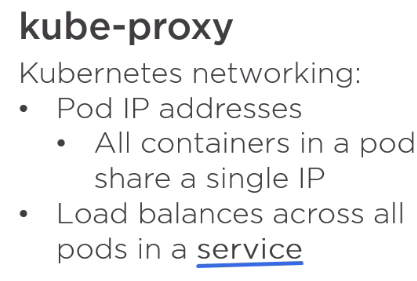 kube-proxy
Kubernetes networking:
• Pod IP addresses
• All containers in a pod
share a single IP
• Load balances across all
pods in a service